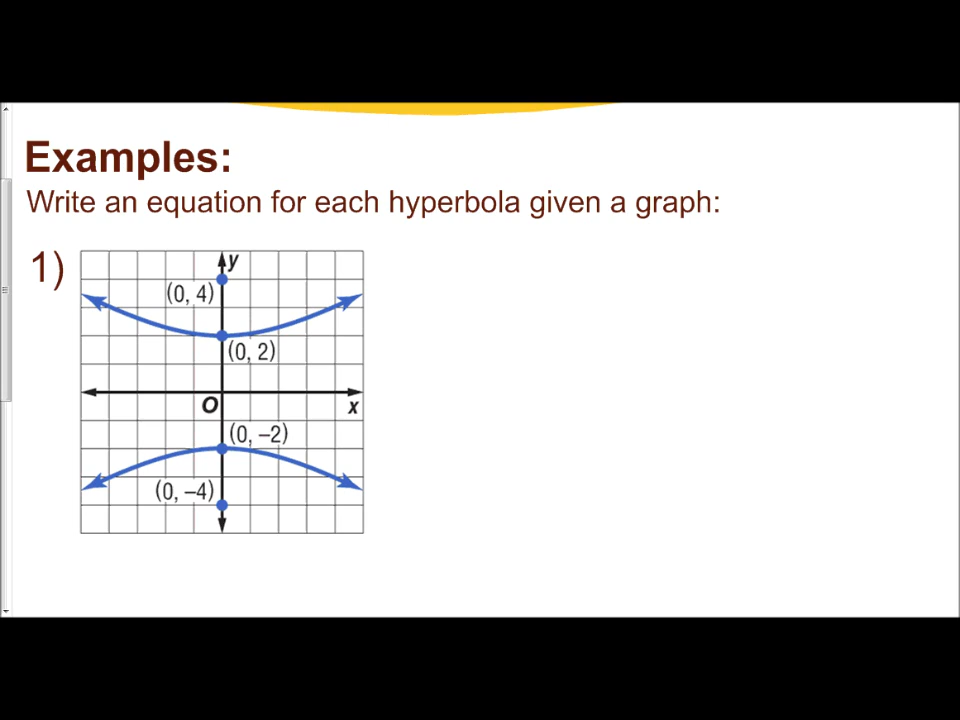 Examples:
Write an equation for each hyperbola given a graph:
1)
y
(0, 4)
(0, 2)
O
x
(0, –2)
(0, –4)